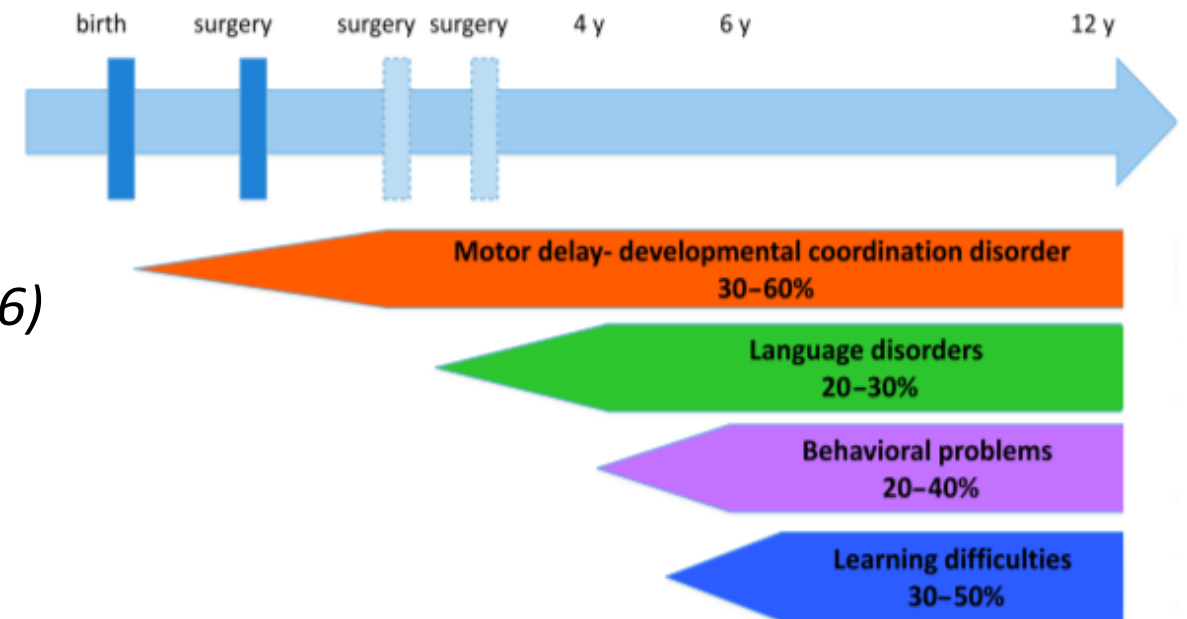 birth surgery surgery surgery 4 y 6 y 12 y
Motor delay- developmental coordination disorder
30–60%
6)
Language disorders
20–30%
Behavioral problems
20–40%
Learning difficulties
30–50%